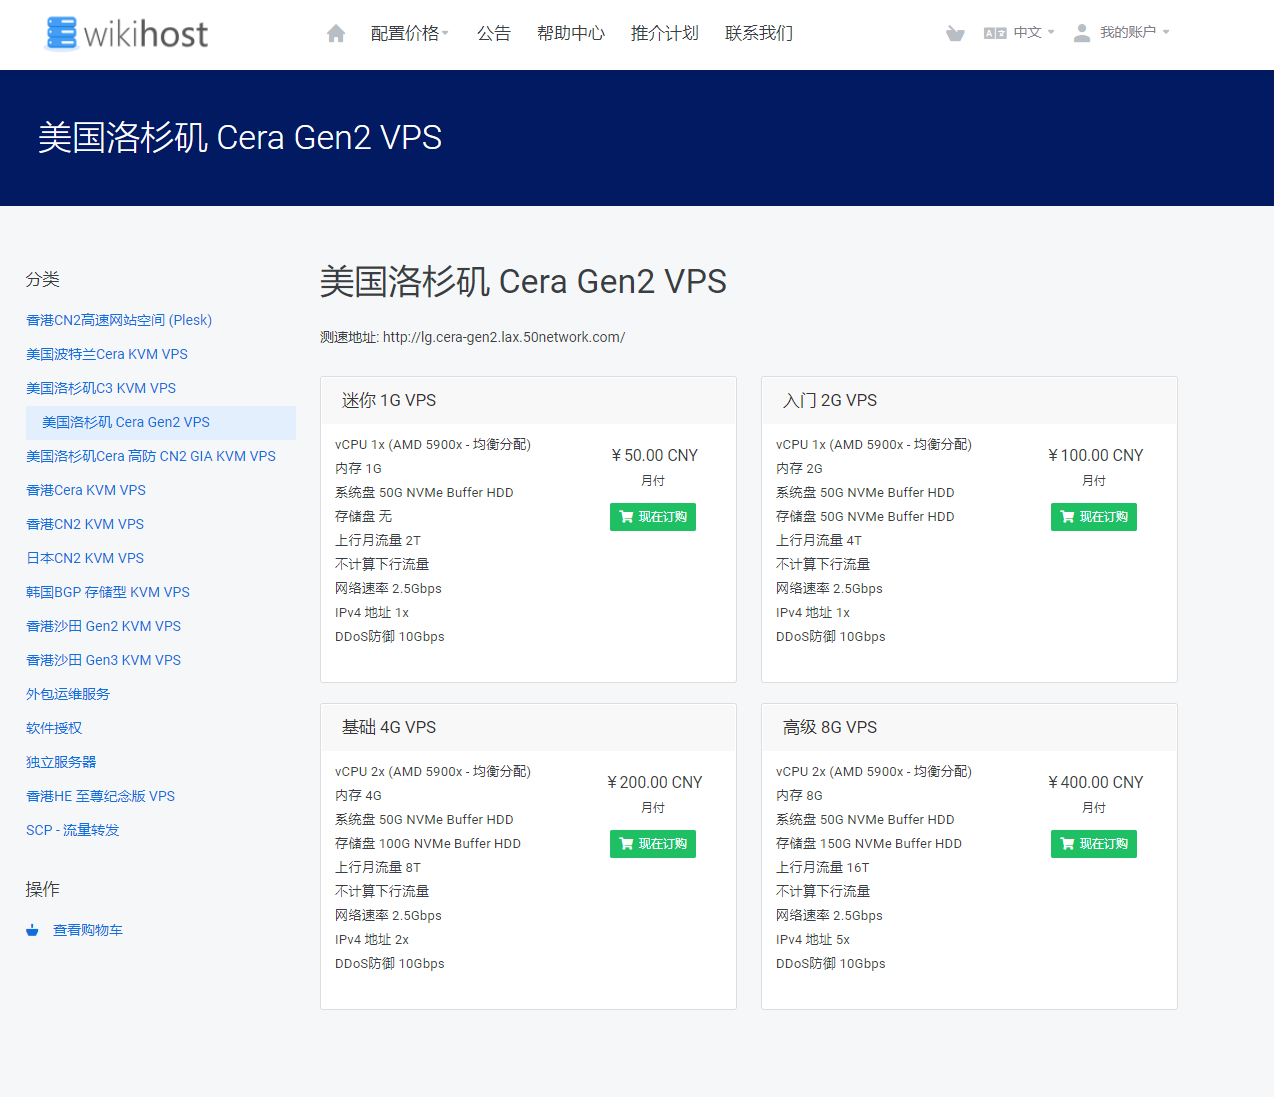 wikihost
配置价格
公告
帮助中心
推介计划
联系我们
中文
我的账户
美国洛杉矶 Cera Gen2 VPS
分类
香港CN2高速网站空间 (Plesk)
美国波特兰Cera KVM VPS
美国洛杉矶C3 KVM VPS
美国洛杉矶 Cera Gen2 VPS
美国洛杉矶Cera 高防 CN2 GIA KVM VPS
香港Cera KVM VPS
香港CN2 KVM VPS
日本CN2 KVM VPS
韩国BGP 存储型 KVM VPS
香港沙田 Gen2 KVM VPS
香港沙田 Gen3 KVM VPS
外包运维服务
软件授权
独立服务器
香港HE 至尊纪念版 VPS
SCP - 流量转发
操作
查看购物车
美国洛杉矶 Cera Gen2 VPS
测速地址: http://lg.cera-gen2.lax.50network.com/
迷你 1G VPS
vCPU 1x (AMD 5900x - 均衡分配)
内存 1G
系统盘 50G NVMe Buffer HDD
存储盘 无
上行月流量 2T
不计算下行流量
网络速率 2.5Gbps
IPv4 地址 1x
DDoS防御 10Gbps
￥50.00 CNY
月付
现在订购
入门 2G VPS
vCPU 1x (AMD 5900x - 均衡分配)
内存 2G
系统盘 50G NVMe Buffer HDD
存储盘 50G NVMe Buffer HDD
上行月流量 4T
不计算下行流量
网络速率 2.5Gbps
IPv4 地址 1x
DDoS防御 10Gbps
￥100.00 CNY
月付
现在订购
基础 4G VPS
vCPU 2x (AMD 5900x - 均衡分配)
内存 4G
系统盘 50G NVMe Buffer HDD
存储盘 100G NVMe Buffer HDD
上行月流量 8T
不计算下行流量
网络速率 2.5Gbps
IPv4 地址 2x
DDoS防御 10Gbps
￥200.00 CNY
月付
现在订购
高级 8G VPS
vCPU 2x (AMD 5900x - 均衡分配)
内存 8G
系统盘 50G NVMe Buffer HDD
存储盘 150G NVMe Buffer HDD
上行月流量 16T
不计算下行流量
网络速率 2.5Gbps
IPv4 地址 5x
DDoS防御 10Gbps
￥400.00 CNY
月付
现在订购